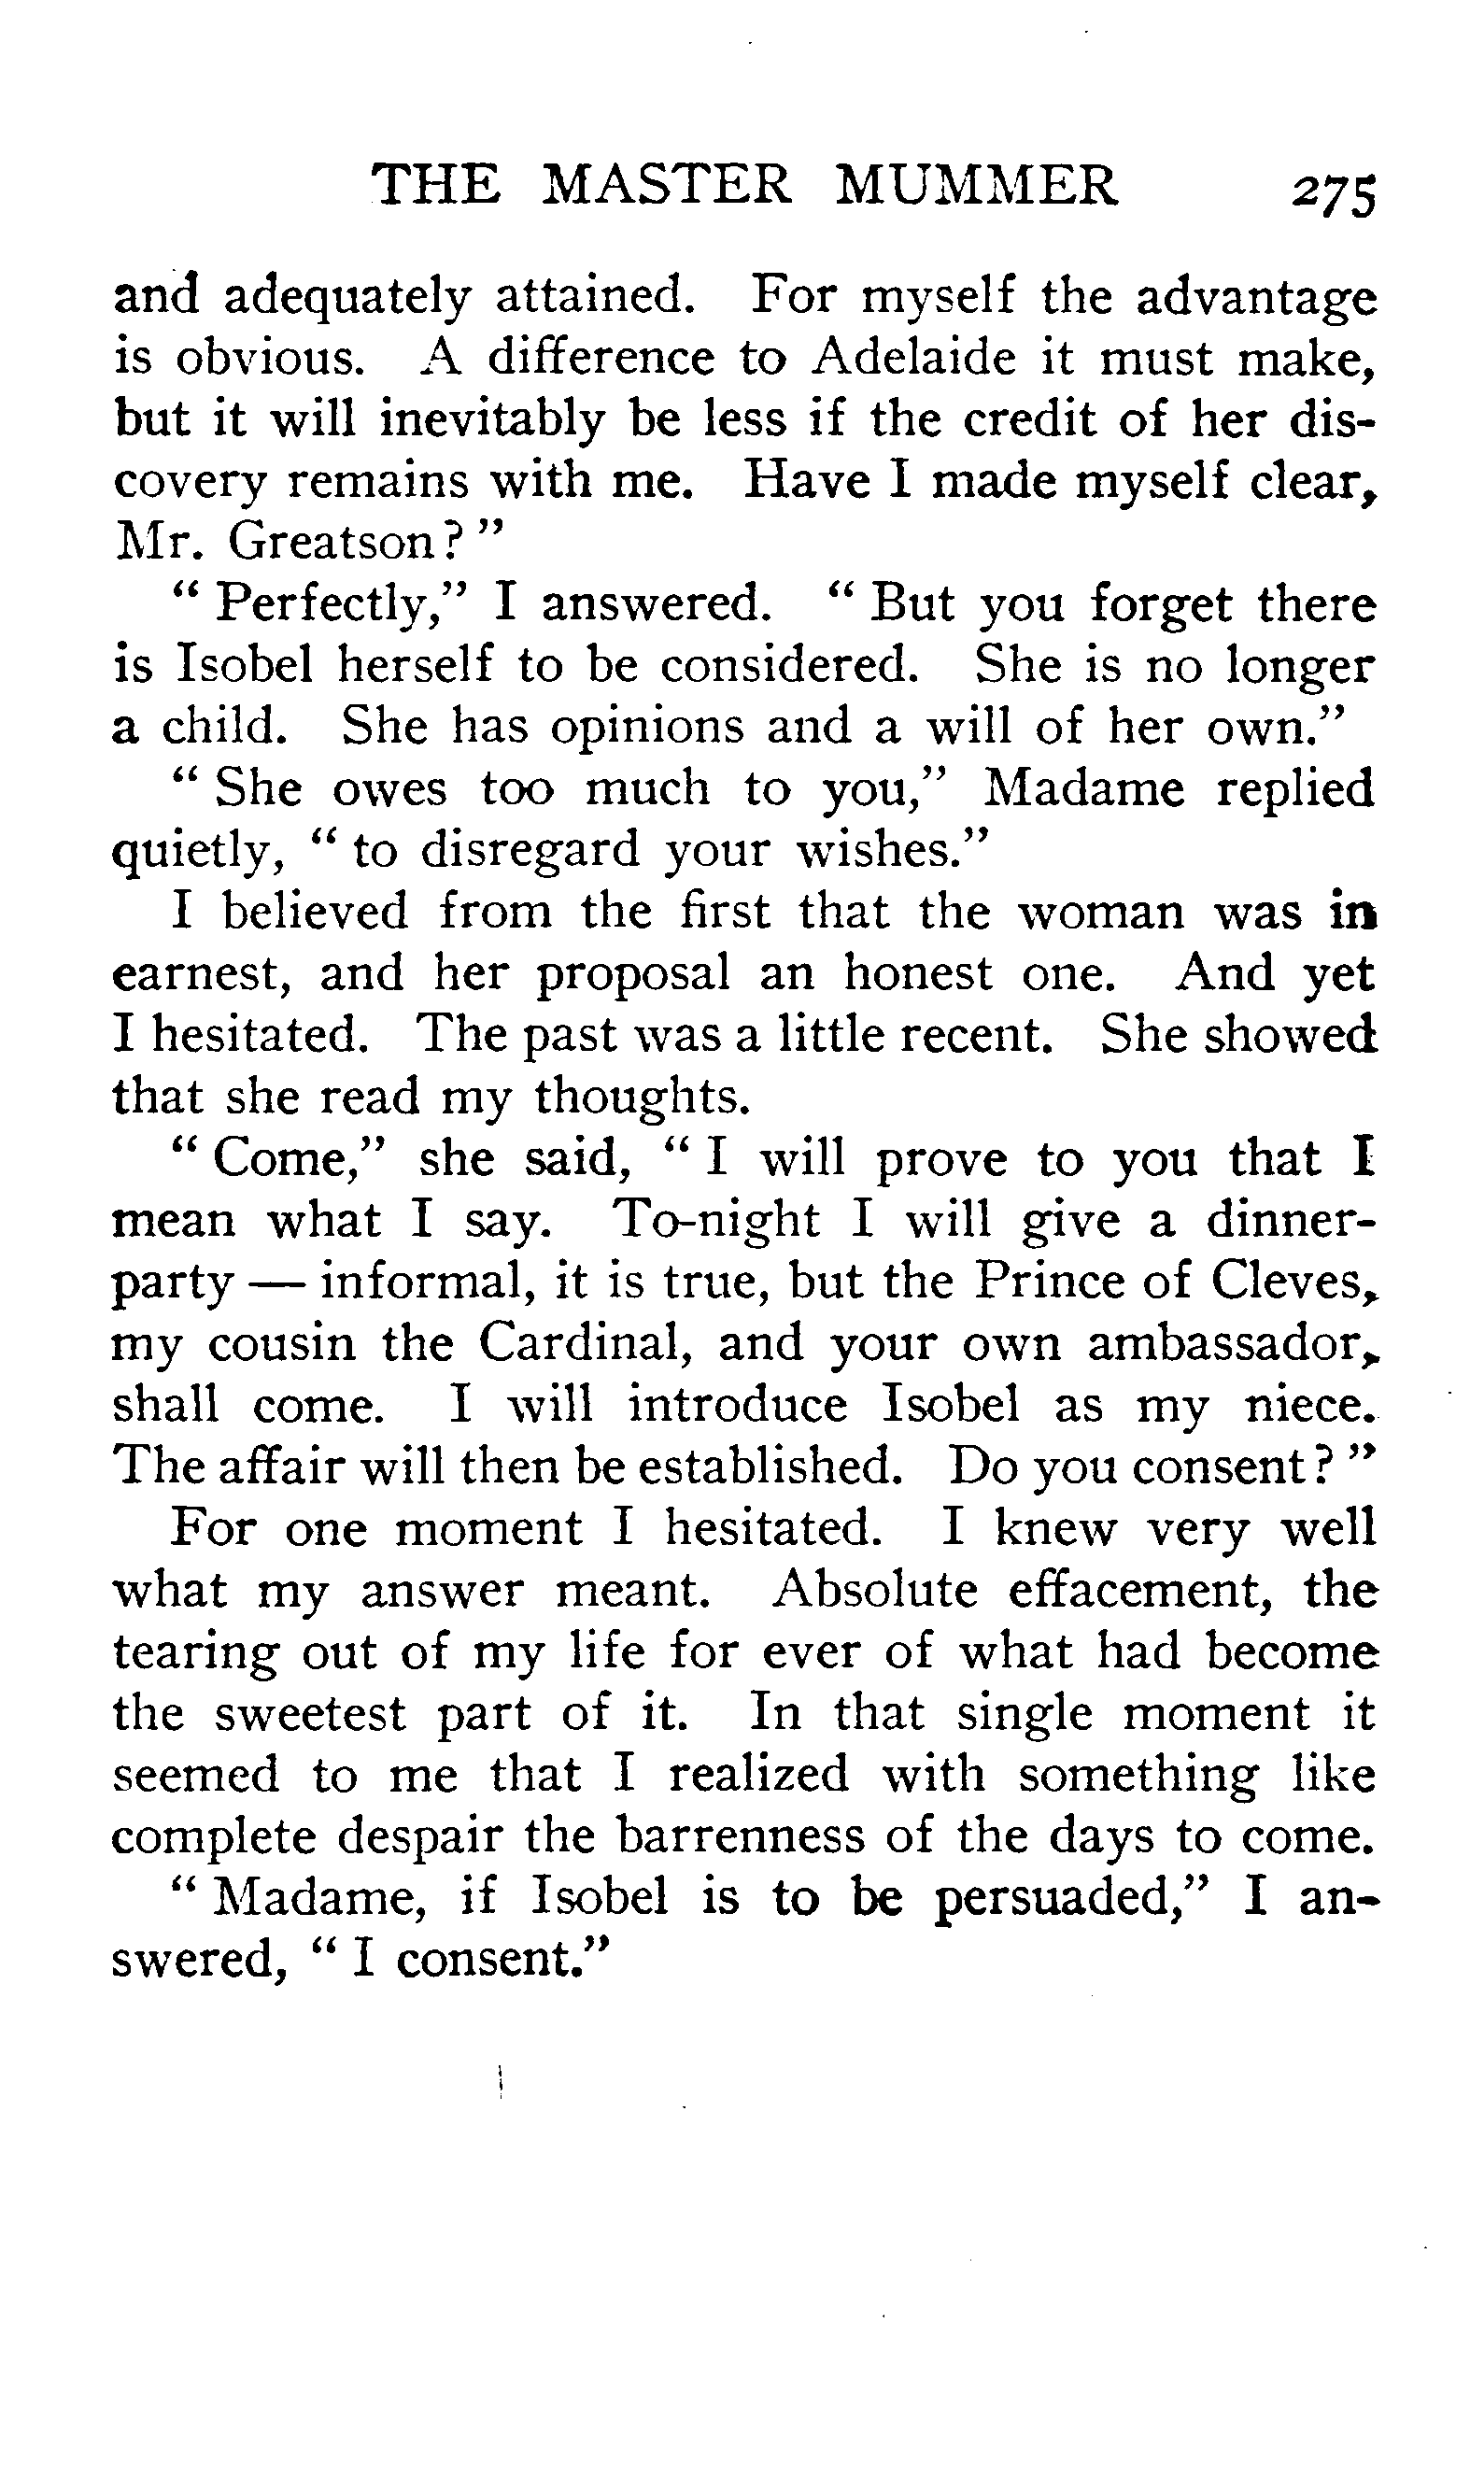 THE MASTER MUMMER 275
and adequately attained. For myself the advantage
is obvious. A difference to Adelaide it must make,
but it will inevitably be less if the credit of her dis-
covery remains with me. Have I made myself clear,
Mr. Greatson?"
"Perfectly," I answered. "But you forget there
is Isobel herself to be considered. She is no longer
a child. She has opinions and a will of her own."
"She owes too much to you," Madame replied
quietly, "to disregard your wishes."
I believed from the first that the woman was in
earnest, and her proposal an honest one. And yet
I hesitated. The past was a little recent. She showed
that she read my thoughts.
"Come," she said, "I will prove to you that I
mean what I say. To-night I will give a dinner-
party — informal, it is true, but the Prince of Cleves,
my cousin the Cardinal, and your own ambassador,
shall come. I will introduce Isobel as my niece.
The affair will then be established. Do you consent?"
For one moment I hesitated. I knew very well
what my answer meant. Absolute effacement, the
tearing out of my life for ever of what had become
the sweetest part of it. In that single moment it
seemed to me that I realized with something like
complete despair the barrenness of the days to come.
"Madame, if Isobel is to be persuaded," I an-
swered, "I consent."